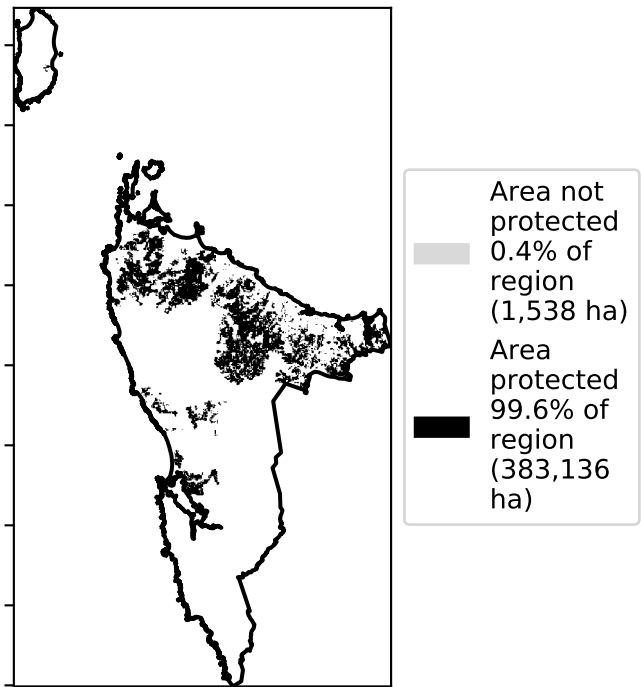 Area not
protected
0.4% of
region
(1,538 ha)
Area
protected
99.6% of
region
(383,136
ha)